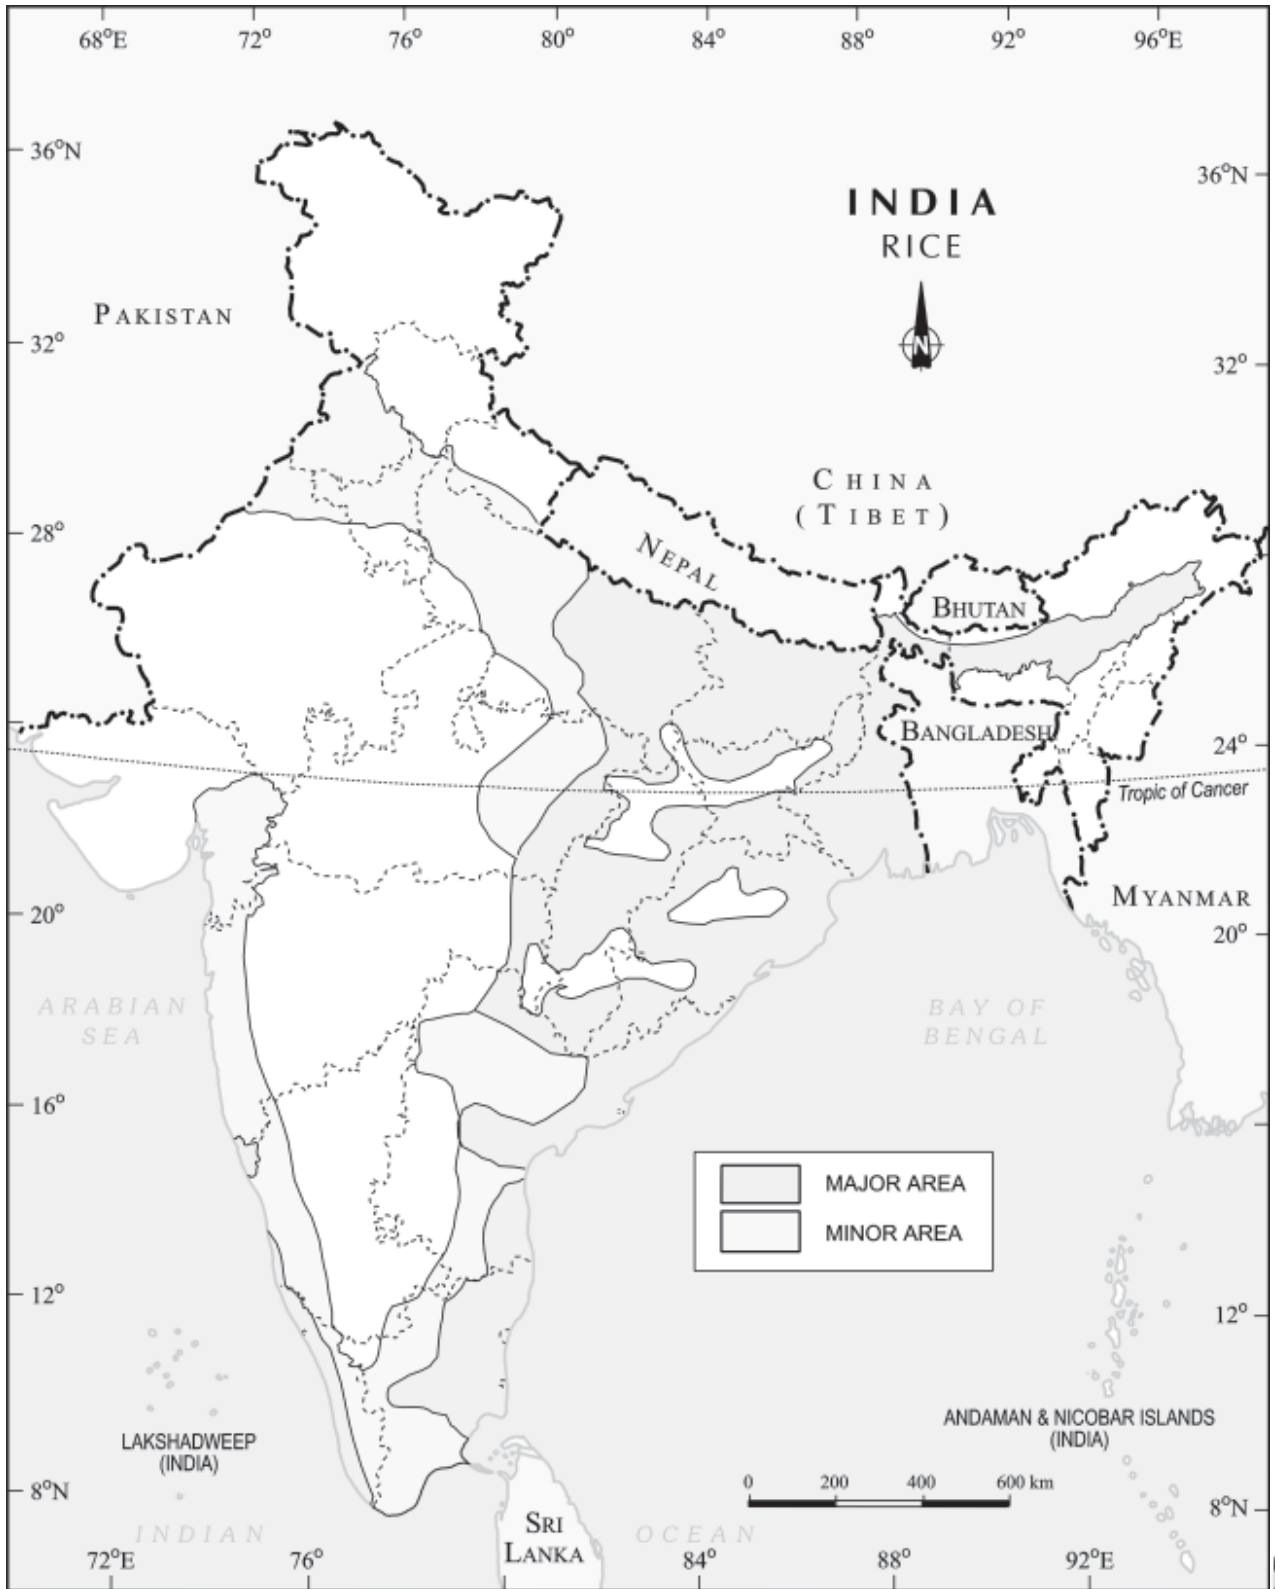 68°E 72° 76° 80° 84° 88° 92° 96°E
36°N
36°N
INDIA
RICE
N
PAKISTAN
32°
32°
CHINA
(TIBET)
28°
NEPAL
BHUTAN
BANGLADESH
24°
Tropic of Cancer
MYANMAR
20°
20°
ARABIAN
SEA
BAY OF
BENGAL
16°
MAJOR AREA
MINOR AREA
12°
12°
LAKSHADWEEP
(INDIA)
ANDAMAN & NICOBAR ISLANDS
(INDIA)
0 200 400 600 km
8°N
8°N
INDIAN
SRI
LANKA
OCEAN
72°E 76° 84° 88° 92°E